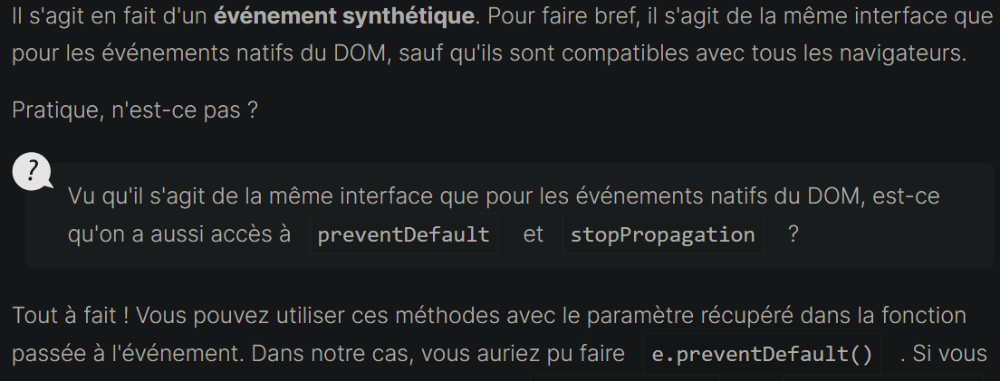 Il s'agit en fait d'un événement synthétique. Pour faire bref, il s'agit de la même interface que
pour les événements natifs du DOM, sauf qu'ils sont compatibles avec tous les navigateurs.
Pratique, n'est-ce pas ?
?
Vu qu'il s'agit de la même interface que pour les événements natifs du DOM, est-ce
qu'on a aussi accès à preventDefault et stopPropagation ?
Tout à fait ! Vous pouvez utiliser ces méthodes avec le paramètre récupéré dans la fonction
passée à l'événement. Dans notre cas, vous auriez pu faire e.preventDefault() . Si vous